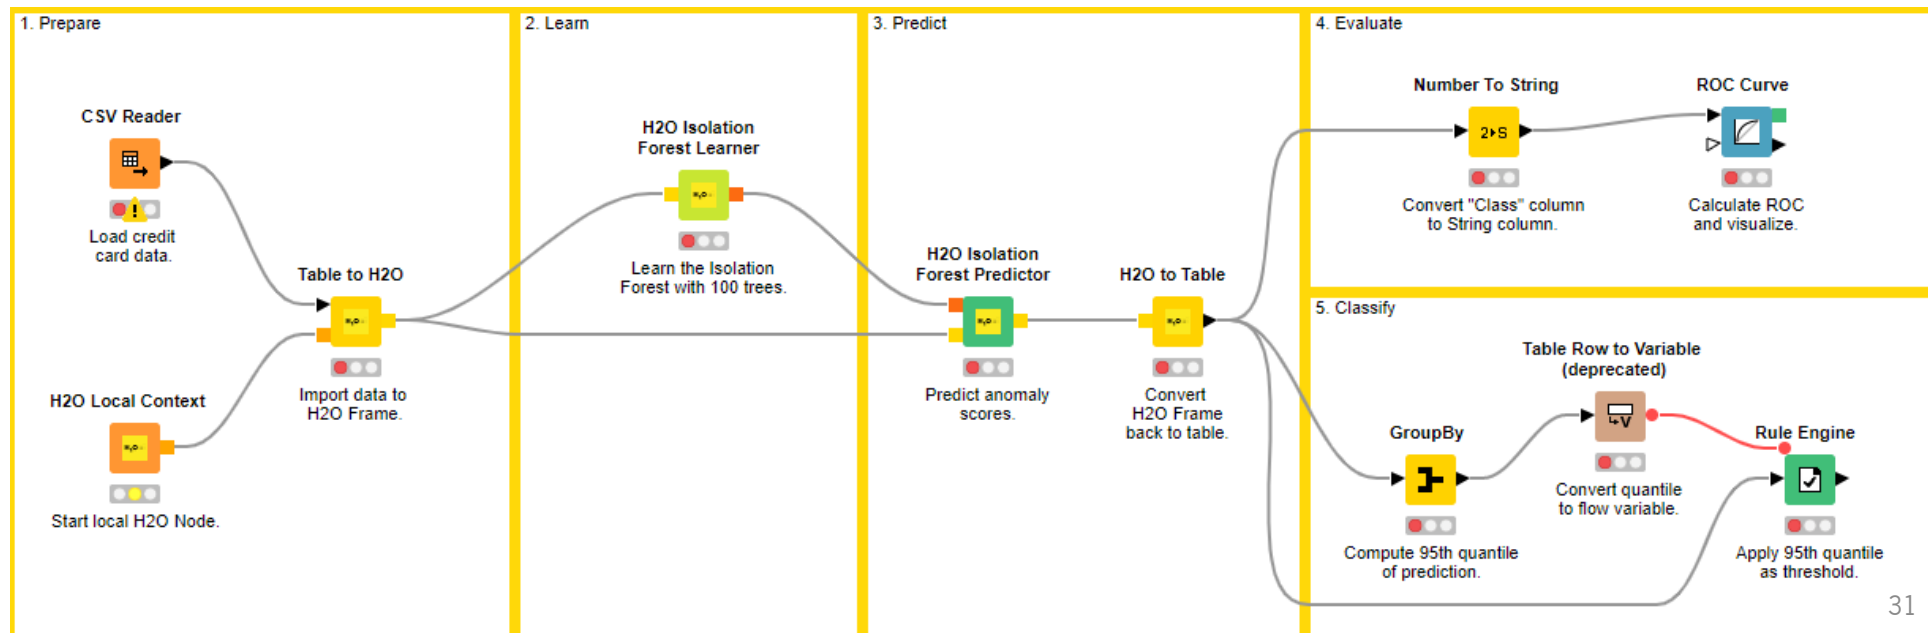 1. Prepare
CSV Reader
Load credit
card data.
H2O Local Context
Start local H2O Node.
Table to H2O
Import data to
H2O Frame.
2. Learn
H2O Isolation
Forest Learner
Learn the Isolation
Forest with 100 trees.
3. Predict
H2O Isolation
Forest Predictor
Predict anomaly
scores.
H2O to Table
Convert
H2O Frame
back to table.
4. Evaluate
Number To String
2▸S
Convert "Class" column
to String column.
ROC Curve
Calculate ROC
and visualize.
5. Classify
GroupBy
Compute 95th quantile
of prediction.
Table Row to Variable
(deprecated)
V
Convert quantile
to flow variable.
Rule Engine
Apply 95th quantile
as threshold.
31